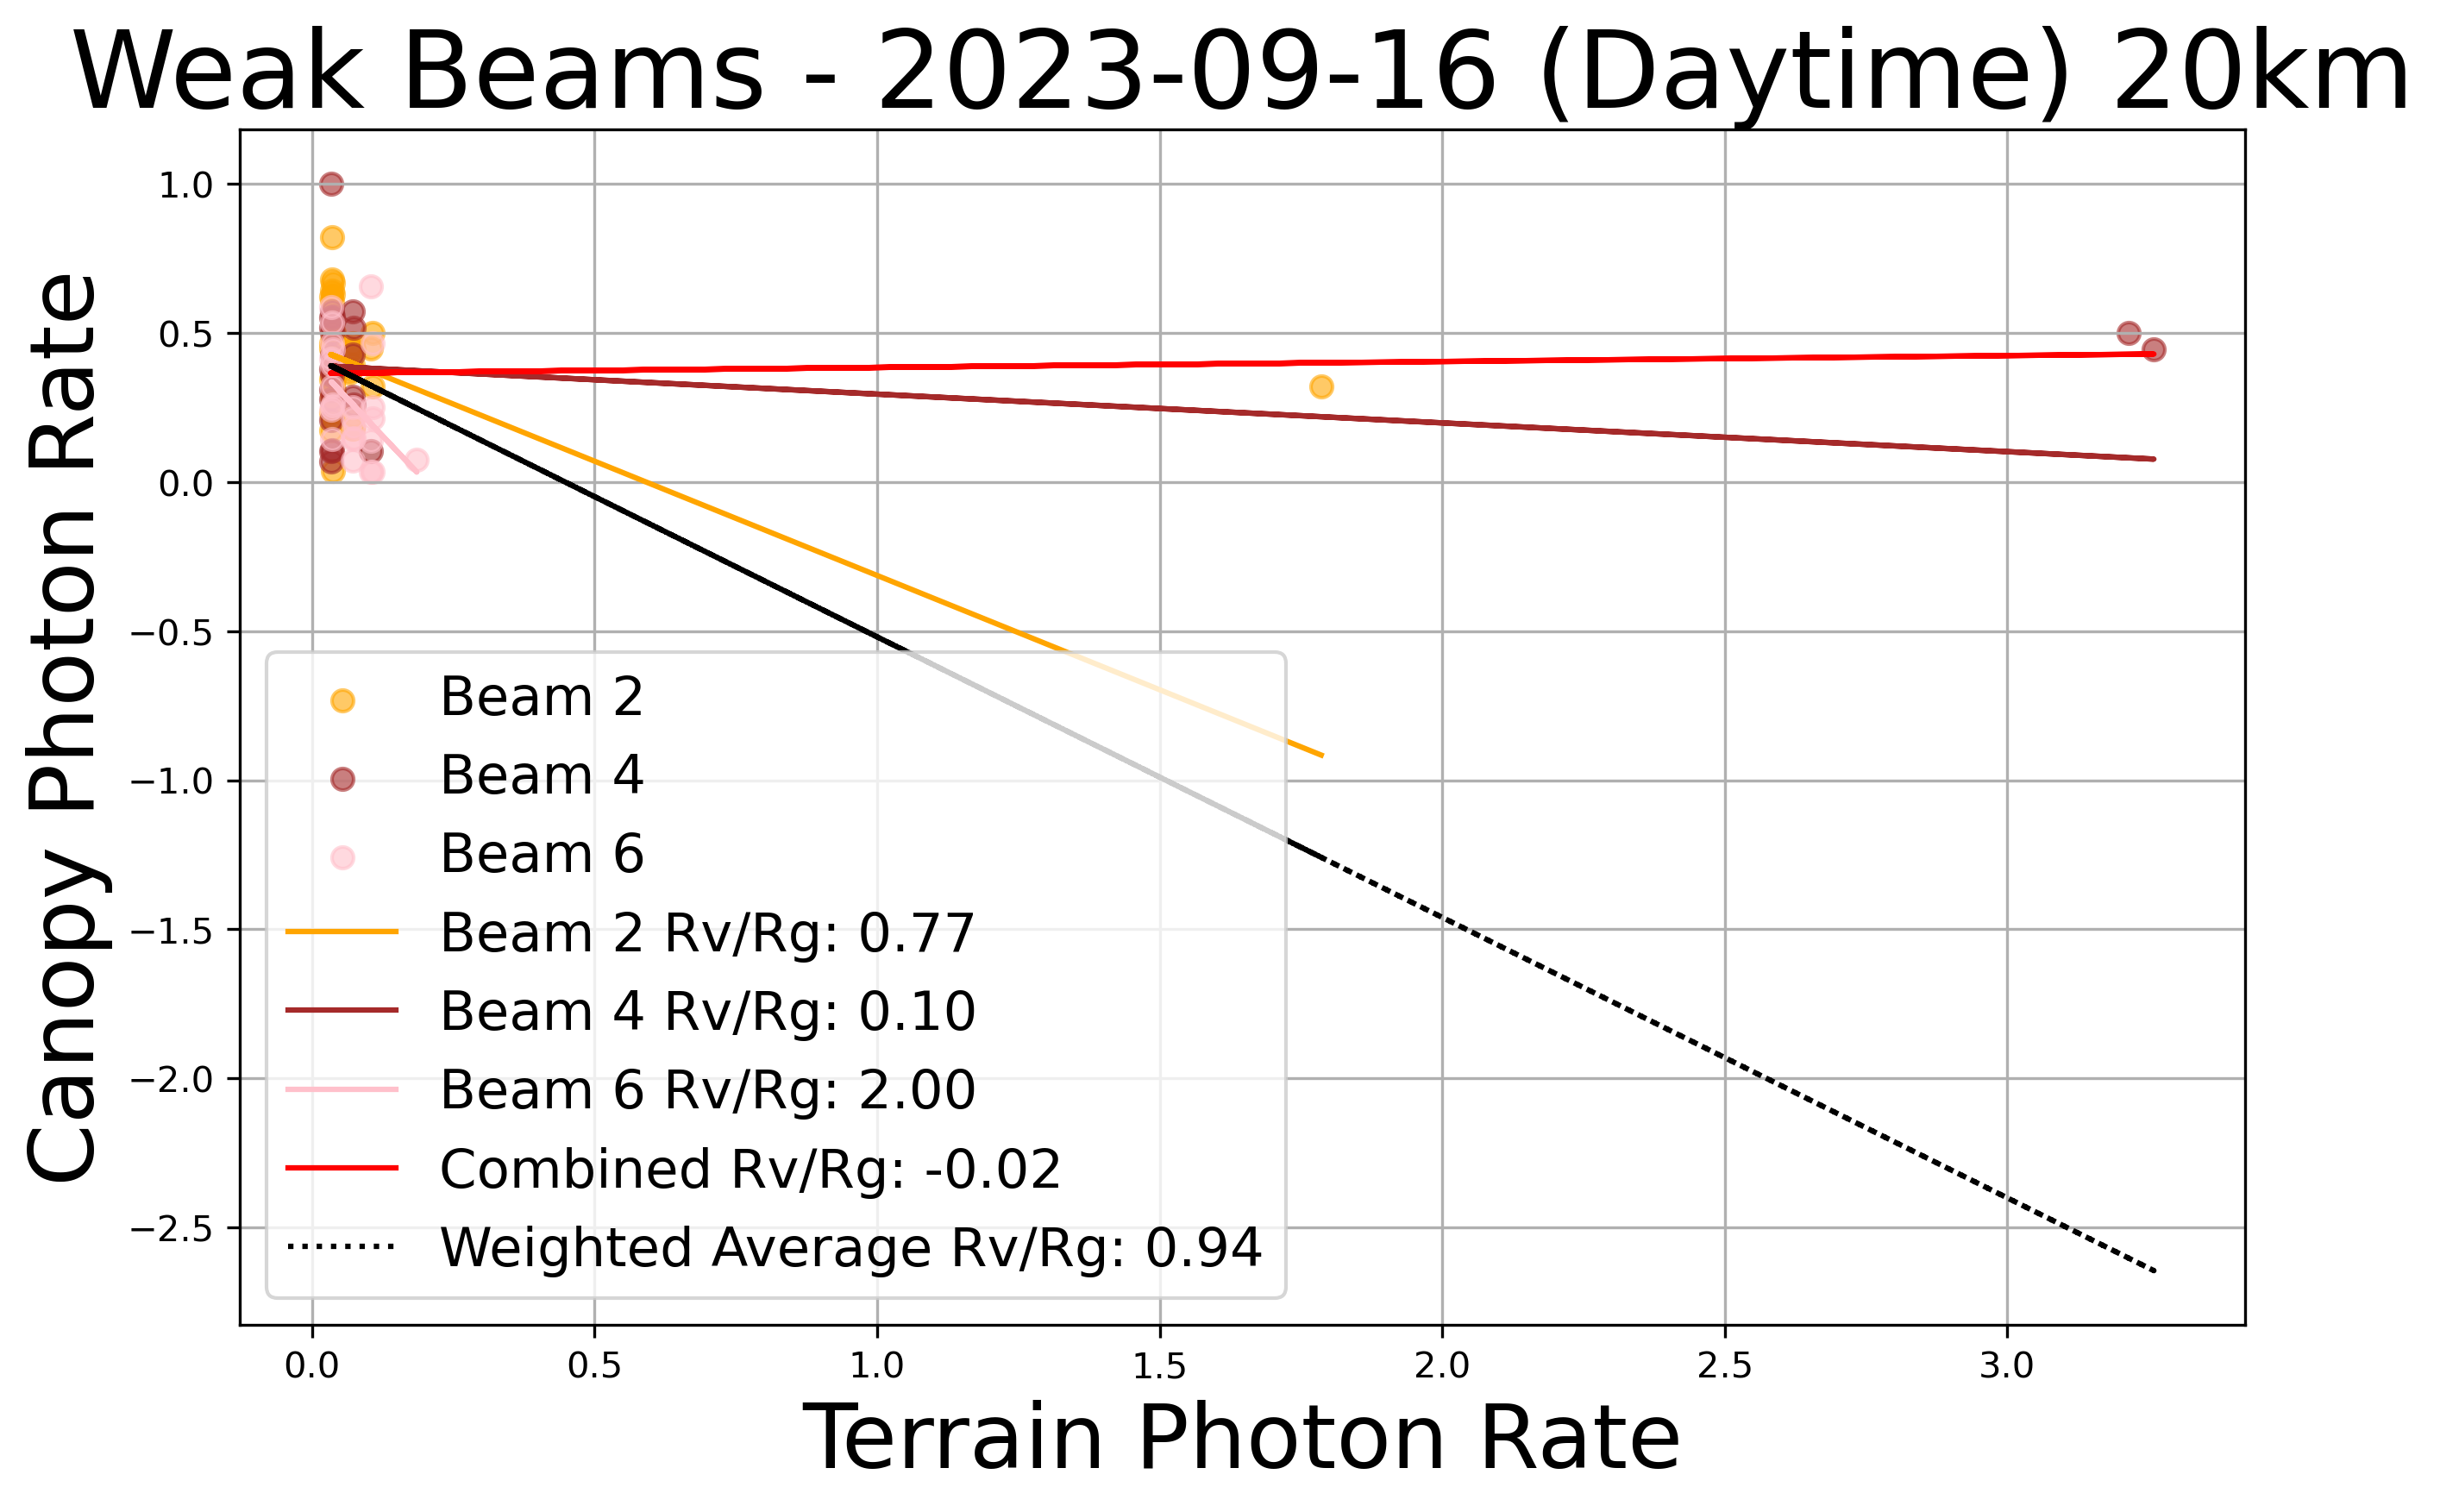 Weak Beams - 2023-09-16 (Daytime) 20km
Canopy Photon Rate
1.0
0.5
0.0
−0.5
−1.0
−1.5
−2.0
−2.5
Beam 2
Beam 4
Beam 6
Beam 2 Rv/Rg: 0.77
Beam 4 Rv/Rg: 0.10
Beam 6 Rv/Rg: 2.00
Combined Rv/Rg: -0.02
Weighted Average Rv/Rg: 0.94
0.0 0.5 1.0 1.5 2.0 2.5 3.0
Terrain Photon Rate